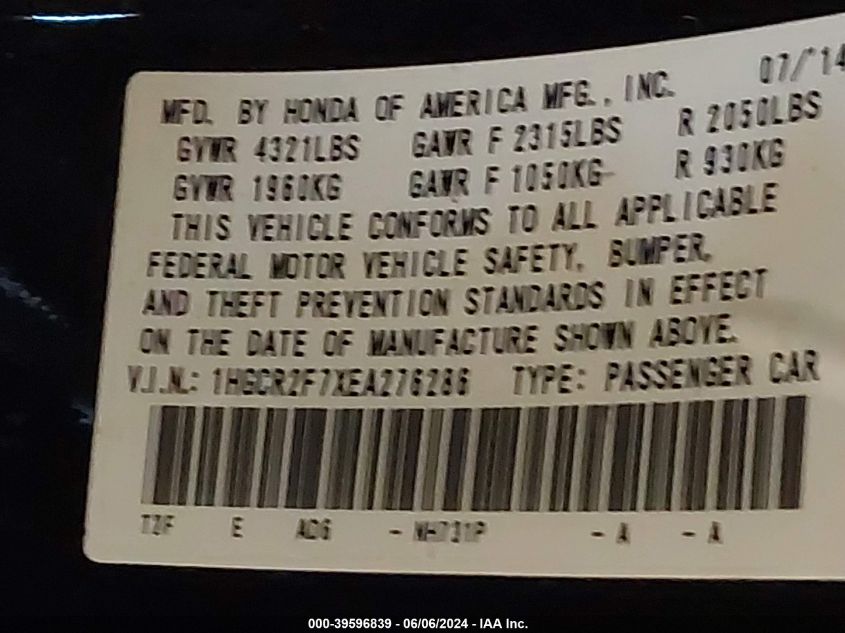 MFD. BY HONDA OF AMERICA MFG., INC. 07/'14
GVWR 4321LBS GAWR F 2315LBS R 2050LBS
GVWR 1960KG GAWR F 1050KG R 930KG
THIS VEHICLE CONFORMS TO ALL APPLICABLE
FEDERAL MOTOR VEHICLE SAFETY, BUMPER,
AND THEFT PREVENTION STANDARDS IN EFFECT
ON THE DATE OF MANUFACTURE SHOWN ABOVE.
V.I.N.: 1HGCR2F7XEA276286 TYPE: PASSENGER CAR
T2F E AC6 - NH731P - A - A
000-39596839 - 06/06/2024 - IAA Inc.